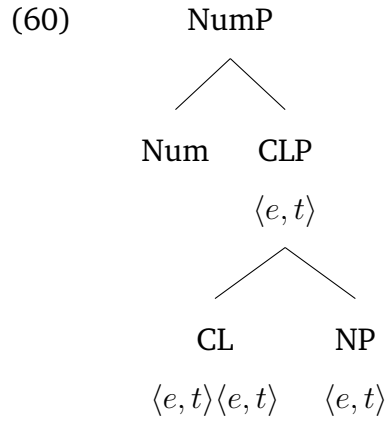 (60) NumP
Num CLP
⟨e, t⟩
CL NP
⟨e, t⟩⟨e, t⟩ ⟨e, t⟩